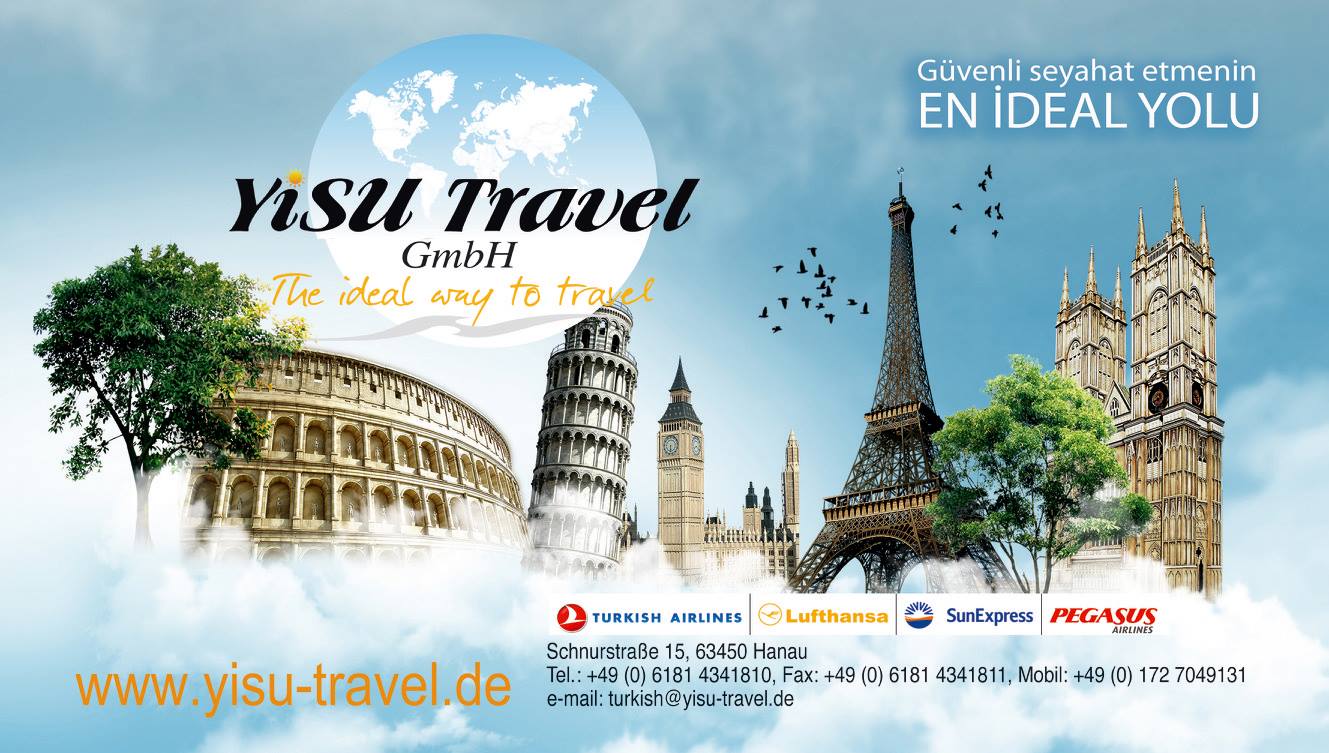 YiSU Travel
GmbH
The ideal way to travel
Güvenli seyahat etmenin
EN İDEAL YOLU
TURKISH AIRLINES
Lufthansa
SunExpress
PEGASUS
AIRLINES
Schnurstraße 15, 63450 Hanau
Tel.: +49 (0) 6181 4341810, Fax: +49 (0) 6181 4341811, Mobil: +49 (0) 172 7049131
e-mail: turkish@yisu-travel.de
www.yisu-travel.de